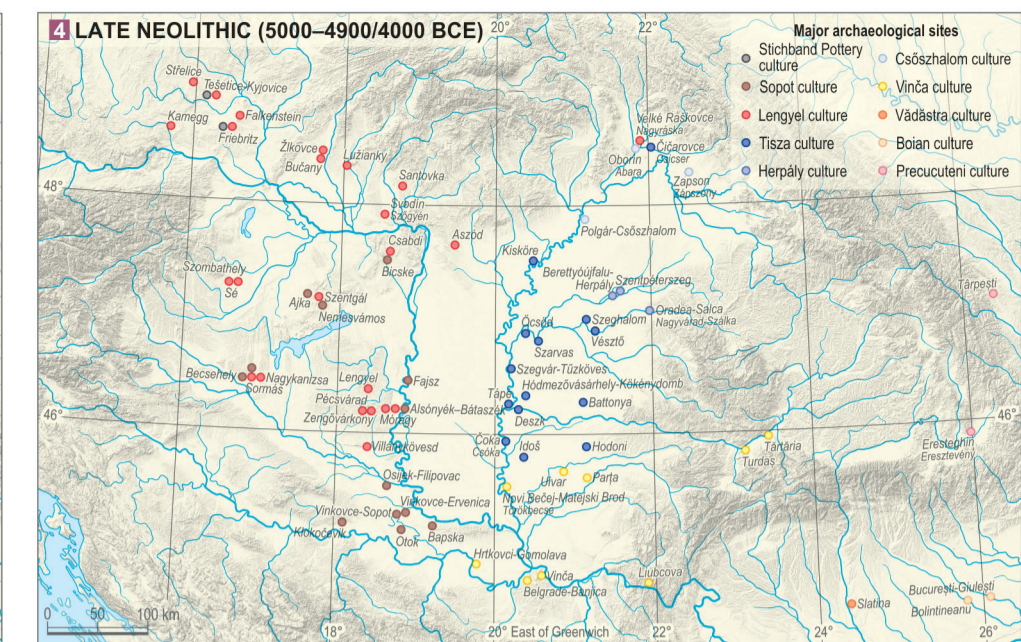 4 LATE NEOLITHIC (5000–4900/4000 BCE)
20°
22°
Major archaeological sites
Stichband Pottery
culture
Sopot culture
Lengyel culture
Tisza culture
Herpály culture
Csőszhalom culture
Vinča culture
Vădăstra culture
Boian culture
Precucuteni culture
Střelice
Tešetice-Kyjovice
Kamegg
Falkenstein
Friebritz
Žlkovce
Bučany
Lužianky
Santovka
Svodín
Szőgyén
Velké Raškovce
Nagyráska
Čičarovce
Csicser
Oborín
Abara
Zapson
Zápszony
48°
Polgár-Csőszhalom
Aszód
Csabdi
Bicske
Kisköre
Szombathely
Sé
Ajka
Szentgál
Nemesvámos
Berettyóújfalu-
Herpály
Szentpéterszeg
Oradea-Salca
Nagyvárad-Szálka
Tărpești
Öcsöd
Szeghalom
Vésztő
Szarvas
Szegvár-Tűzköves
Becsehely
Nagykanizsa
Sormás
Lengyel
Fajsz
Pécsvárad
Zengővárkony
Mórágy
Alsónyék–Bátaszék
Hódmezővásárhely-Kökénydomb
Tápé
Deszk
Battonya
46°
46°
Villánykövesd
Čoka
Csóka
Idoš
Hodoni
Tărtăria
Turdaș
Eresteghin
Eresztevény
Osijek-Filipovac
Uivar
Parța
Novi Bečej-Matejski Brod
Törökbecse
Vinkovce-Ervenica
Vinkovce-Sopot
Klokočevik
Otok
Bapska
Hrtkovci-Gomolava
Vinča
Belgrade-Banjica
Liubcova
Slatina
București-Giulești
Bolintineanu
0 50 100 km
18°
20° East of Greenwich
22°
24°
26°